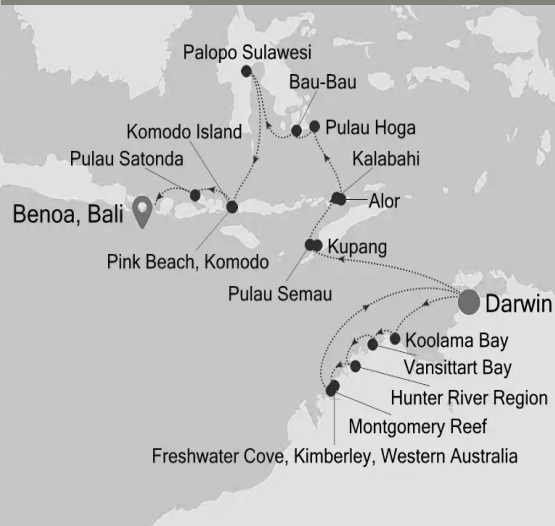 Palopo Sulawesi
Bau-Bau
Komodo Island
Pulau Hoga
Pulau Satonda
Kalabahi
Alor
Benoa, Bali
Kupang
Pink Beach, Komodo
Pulau Semau
Darwin
Koolama Bay
Vansittart Bay
Hunter River Region
Montgomery Reef
Freshwater Cove, Kimberley, Western Australia